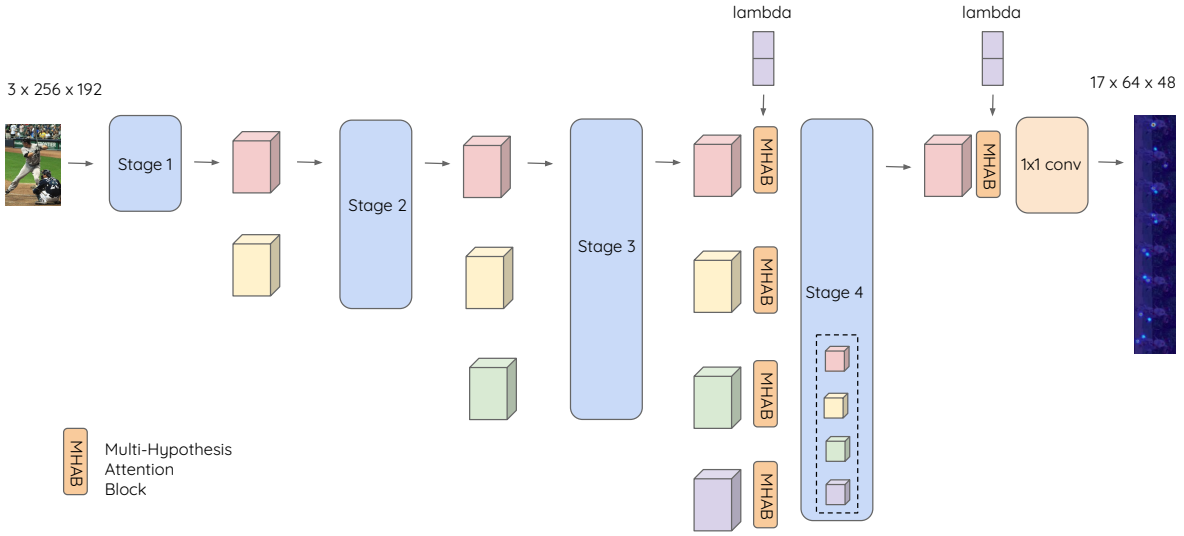 lambda
lambda
3 x 256 x 192
17 x 64 x 48
Stage 1
Stage 2
Stage 3
MHAB
MHAB
MHAB
MHAB
Stage 4
MHAB
1x1 conv
MHAB
Multi-Hypothesis
Attention
Block